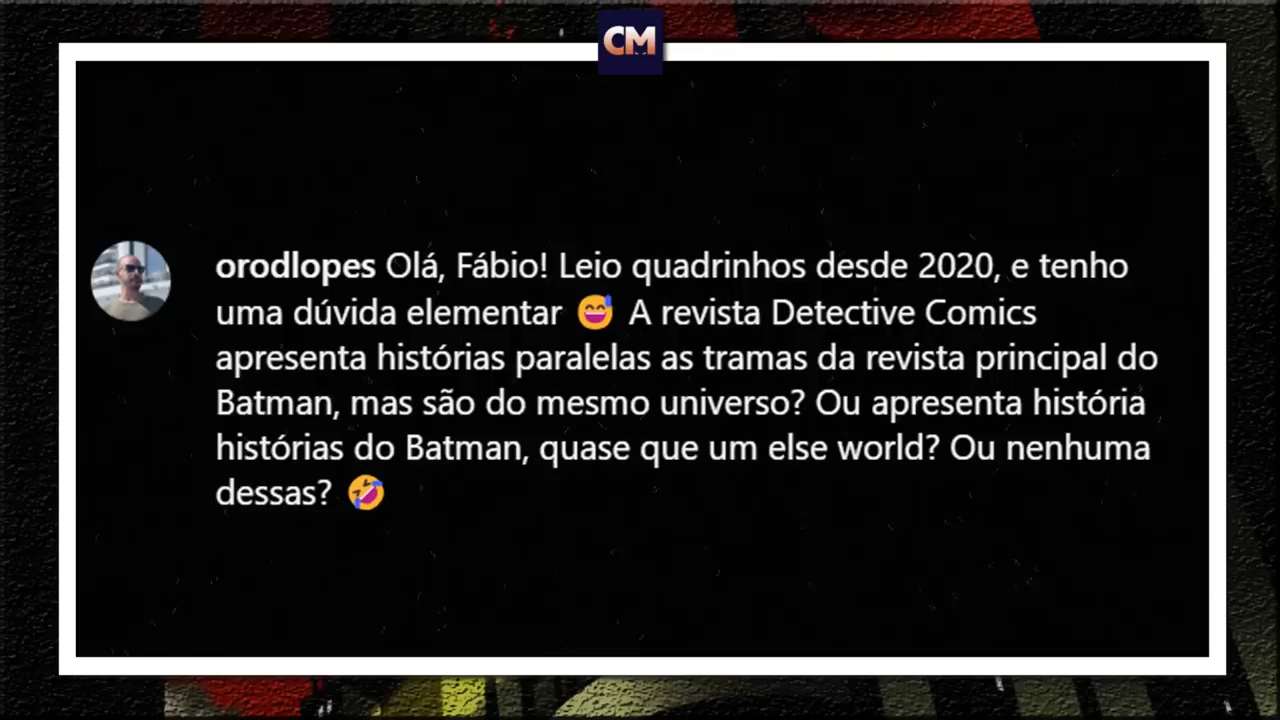 CM
orodlopes Olá, Fábio! Leio quadrinhos desde 2020, e tenho
uma dúvida elementar 😅 A revista Detective Comics
apresenta histórias paralelas as tramas da revista principal do
Batman, mas são do mesmo universo? Ou apresenta história
histórias do Batman, quase que um else world? Ou nenhuma
dessas? 🤣